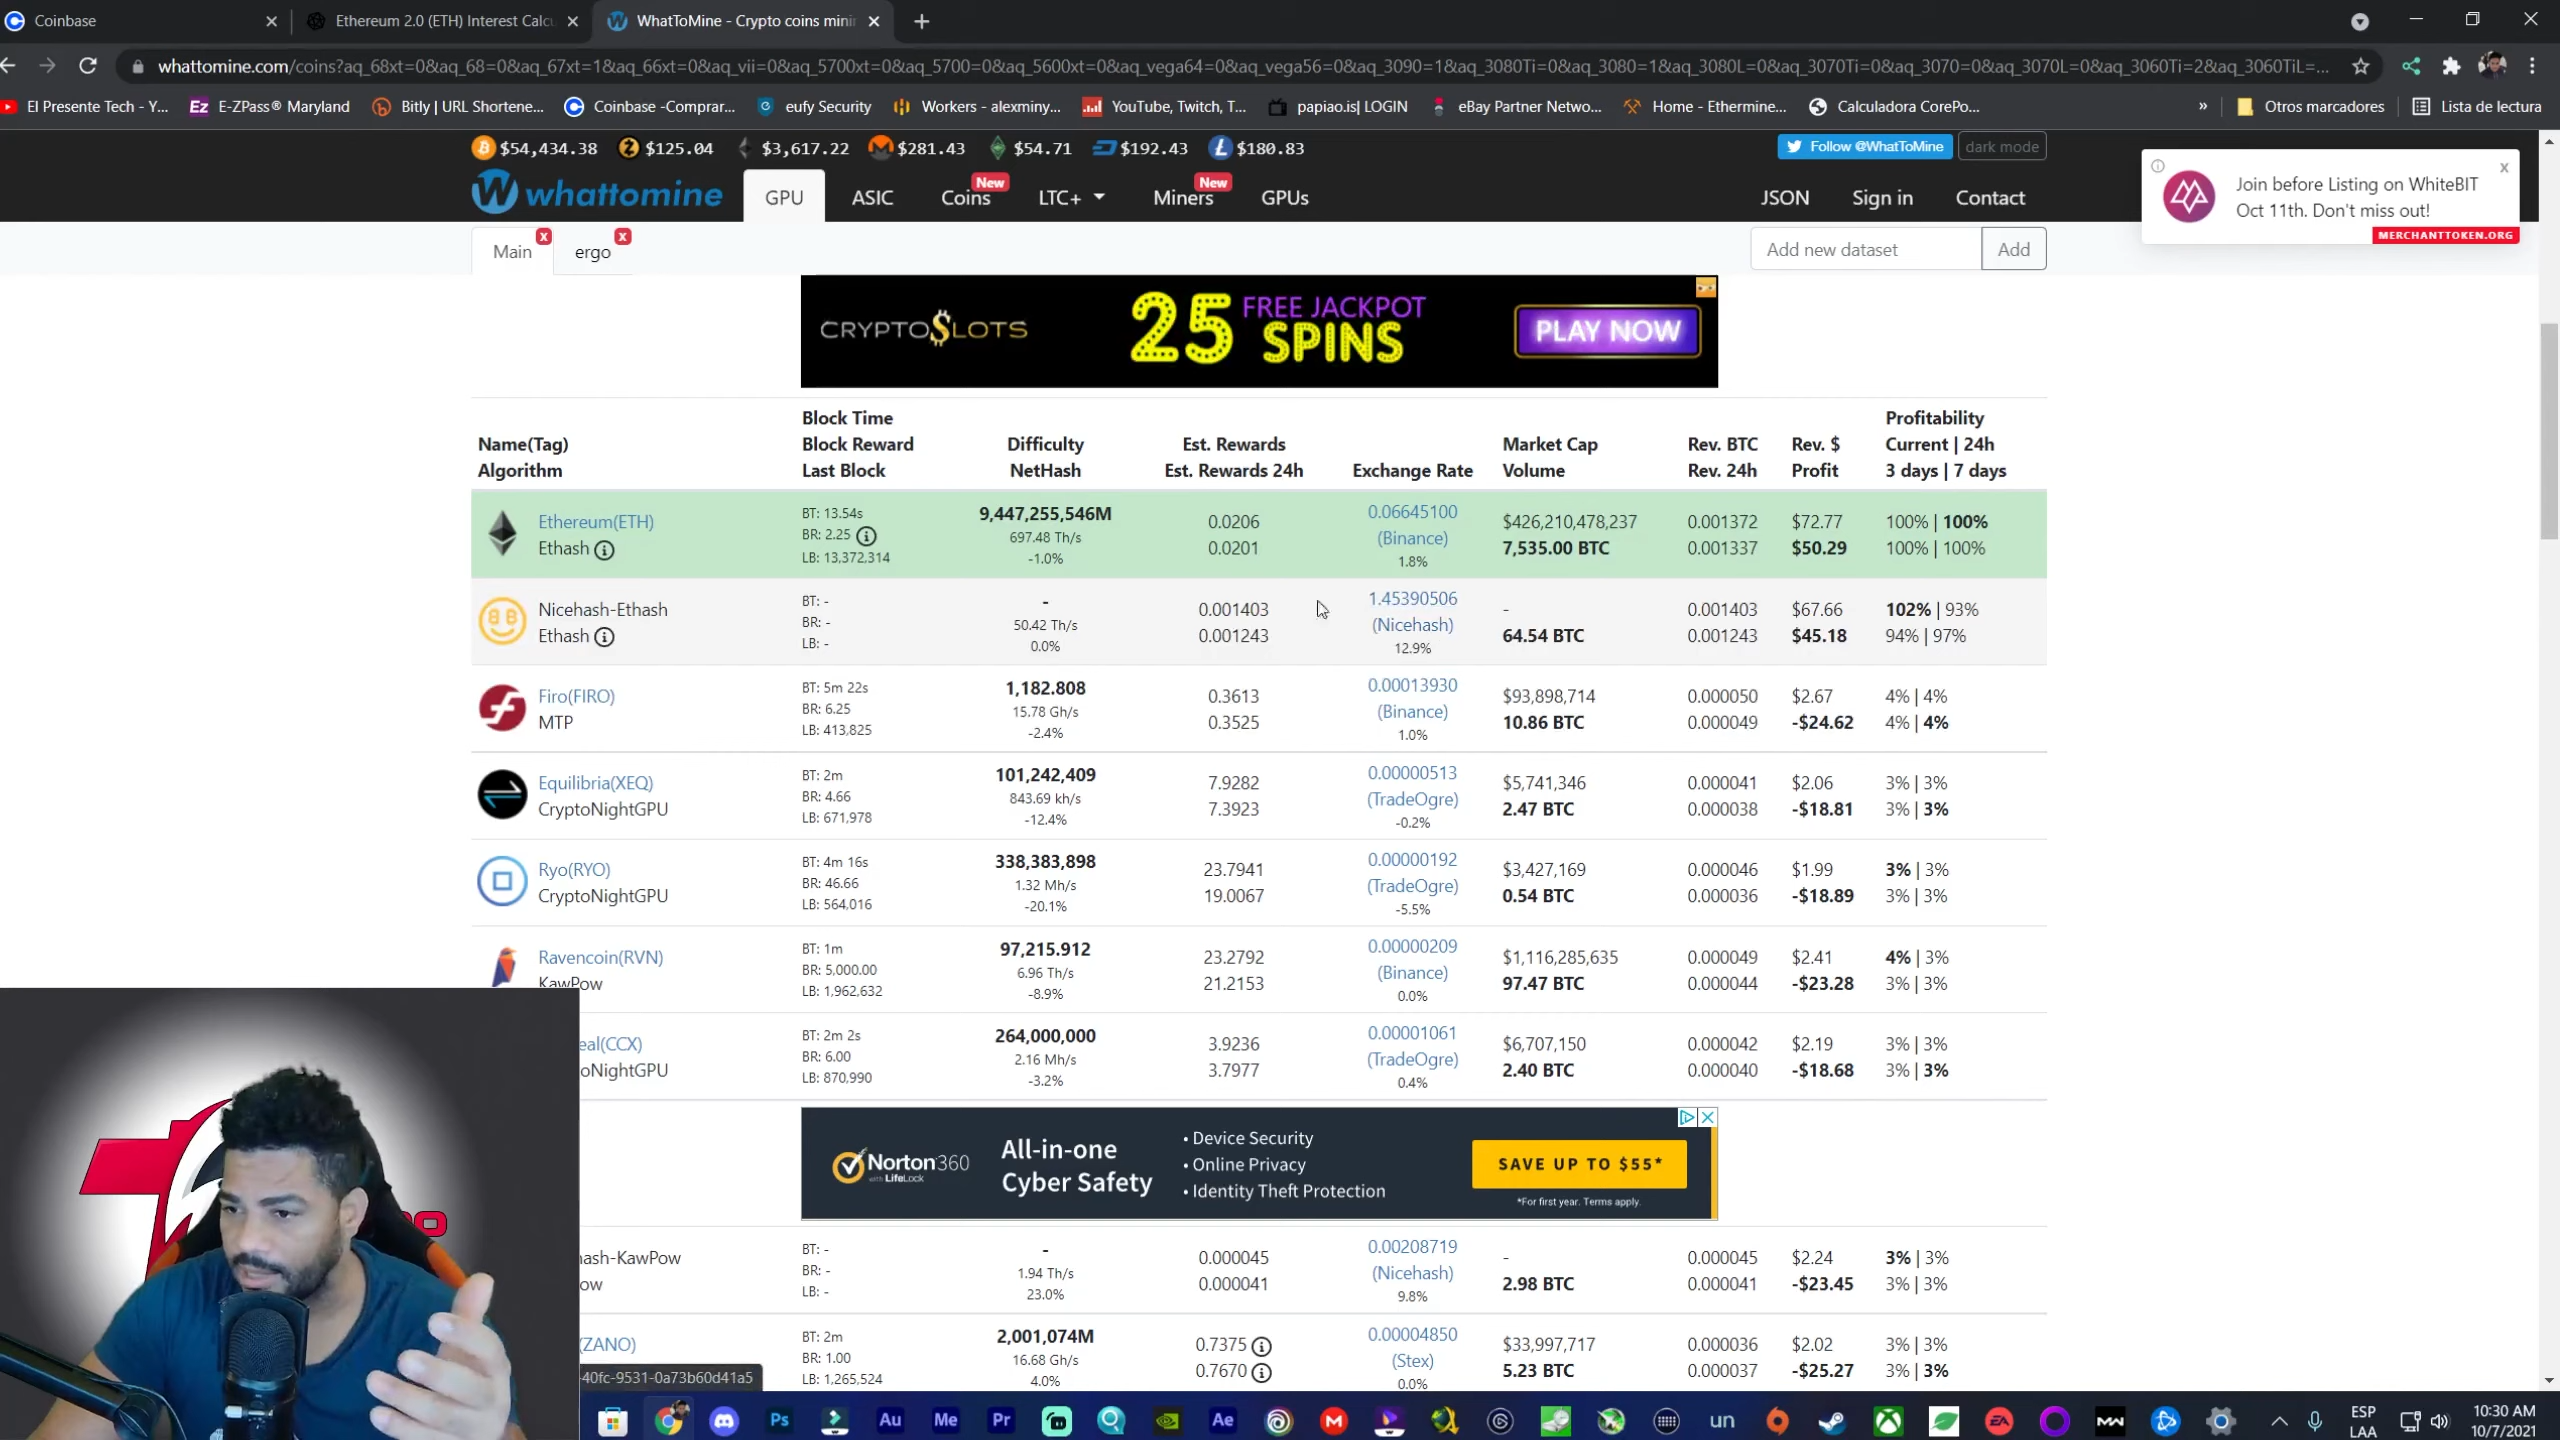 Coinbase
Ethereum 2.0 (ETH) Interest Calc
WhatToMine - Crypto coins mini
whattomine.com/coins?aq_68xt=0&aq_68=0&aq_67xt=1&aq_66xt=0&aq_vii=0&aq_5700xt=0&aq_5700=0&aq_5600xt=0&aq_vega64=0&aq_vega56=0&aq_3090=1&aq_3080Ti=0&aq_3080=1&aq_3080L=0&aq_3070Ti=0&aq_3070=0&aq_3070L=0&aq_3060Ti=2&aq_3060TiL=...
El Presente Tech - Y...
Ez E-ZPass® Maryland
Bitly | URL Shortene...
Coinbase -Comprar...
eufy Security
Workers - alexminy...
YouTube, Twitch, T...
papiao.is| LOGIN
eBay Partner Netwo...
Home - Ethermine...
Calculadora CorePo...
»
Otros marcadores
Lista de lectura
$54,434.38 $125.04 $3,617.22 $281.43 $54.71 $192.43 $180.83
Follow @WhatToMine dark mode
whattomine GPU ASIC Coins New LTC+ Miners New GPUs JSON Sign in Contact
Join before Listing on WhiteBIT
Oct 11th. Don't miss out!
MERCHANTTOKEN.ORG
Main x ergo x
Add new dataset Add
CRYPTO$LOTS 25 FREE JACKPOT SPINS PLAY NOW
Name(Tag)
Algorithm
Block Time
Block Reward
Last Block
Difficulty
NetHash
Est. Rewards
Est. Rewards 24h
Exchange Rate
Market Cap
Volume
Rev. BTC
Rev. 24h
Rev. $
Profit
Profitability
Current | 24h
3 days | 7 days
Ethereum(ETH)
Ethash
BT: 13.54s
BR: 2.25
LB: 13,372,314
9,447,255,546M
697.48 Th/s
-1.0%
0.0206
0.0201
0.06645100
(Binance)
1.8%
$426,210,478,237
7,535.00 BTC
0.001372
0.001337
$72.77
$50.29
100% | 100%
100% | 100%
Nicehash-Ethash
Ethash
BT: -
BR: -
LB: -
-
50.42 Th/s
0.0%
0.001403
0.001243
1.45390506
(Nicehash)
12.9%
-
64.54 BTC
0.001403
0.001243
$67.66
$45.18
102% | 93%
94% | 97%
Firo(FIRO)
MTP
BT: 5m 22s
BR: 6.25
LB: 413,825
1,182.808
15.78 Gh/s
-2.4%
0.3613
0.3525
0.00013930
(Binance)
1.0%
$93,898,714
10.86 BTC
0.000050
0.000049
$2.67
-$24.62
4% | 4%
4% | 4%
Equilibria(XEQ)
CryptoNightGPU
BT: 2m
BR: 4.66
LB: 671,978
101,242,409
843.69 kh/s
-12.4%
7.9282
7.3923
0.00000513
(TradeOgre)
-0.2%
$5,741,346
2.47 BTC
0.000041
0.000038
$2.06
-$18.81
3% | 3%
3% | 3%
Ryo(RYO)
CryptoNightGPU
BT: 4m 16s
BR: 46.66
LB: 564,016
338,383,898
1.32 Mh/s
-20.1%
23.7941
19.0067
0.00000192
(TradeOgre)
-5.5%
$3,427,169
0.54 BTC
0.000046
0.000036
$1.99
-$18.89
3% | 3%
3% | 3%
Ravencoin(RVN)
KawPow
BT: 1m
BR: 5,000.00
LB: 1,962,632
97,215.912
6.96 Th/s
-8.9%
23.2792
21.2153
0.00000209
(Binance)
0.0%
$1,116,285,635
97.47 BTC
0.000049
0.000044
$2.41
-$23.28
4% | 3%
3% | 3%
eal(CCX)
oNightGPU
BT: 2m 2s
BR: 6.00
LB: 870,990
264,000,000
2.16 Mh/s
-3.2%
3.9236
3.7977
0.00001061
(TradeOgre)
0.4%
$6,707,150
2.40 BTC
0.000042
0.000040
$2.19
-$18.68
3% | 3%
3% | 3%
Norton 360
with LifeLock
All-in-one
Cyber Safety
• Device Security
• Online Privacy
• Identity Theft Protection
SAVE UP TO $55*
*For first year. Terms apply.
ash-KawPow
ow
BT: -
BR: -
LB: -
-
1.94 Th/s
23.0%
0.000045
0.000041
0.00208719
(Nicehash)
9.8%
-
2.98 BTC
0.000045
0.000041
$2.24
-$23.45
3% | 3%
3% | 3%
(ZANO)
BT: 2m
BR: 1.00
LB: 1,265,524
2,001,074M
16.68 Gh/s
4.0%
0.7375
0.7670
0.00004850
(Stex)
0.0%
$33,997,717
5.23 BTC
0.000036
0.000037
$2.02
-$25.27
3% | 3%
3% | 3%
-40fc-9531-0a73b60d41a5
Ps Au Me Pr Ae un EA
ESP
LAA
10:30 AM
10/7/2021